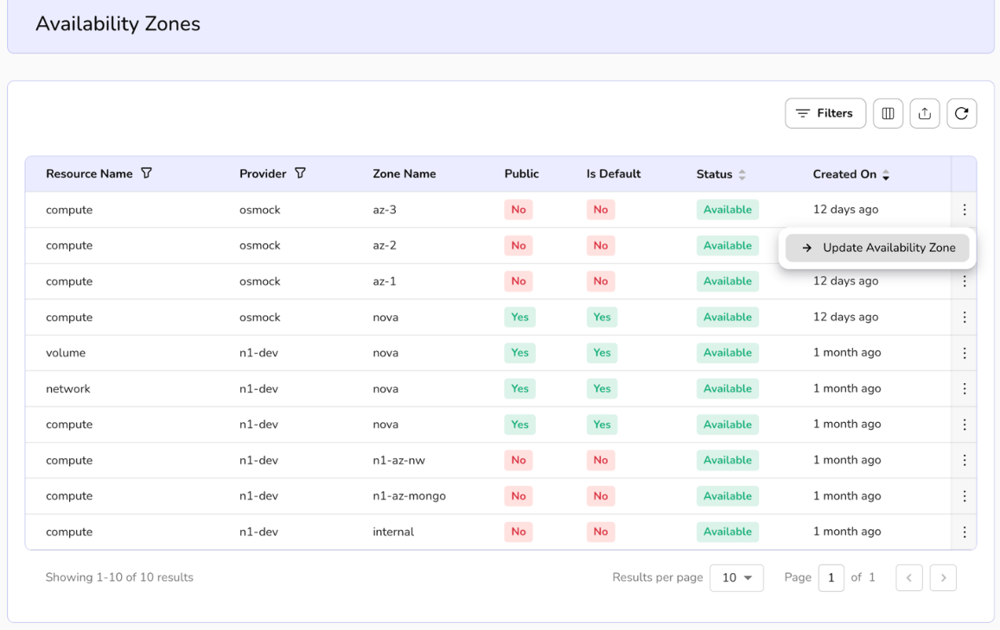 Availability Zones
Filters
Resource Name Provider Zone Name Public Is Default Status Created On
compute osmock az-3 No No Available 12 days ago
compute osmock az-2 No No Available
Update Availability Zone
compute osmock az-1 No No Available 12 days ago
compute osmock nova Yes Yes Available 12 days ago
volume n1-dev nova Yes Yes Available 1 month ago
network n1-dev nova Yes Yes Available 1 month ago
compute n1-dev nova Yes Yes Available 1 month ago
compute n1-dev n1-az-nw No No Available 1 month ago
compute n1-dev n1-az-mongo No No Available 1 month ago
compute n1-dev internal No No Available 1 month ago
Showing 1-10 of 10 results Results per page 10 Page 1 of 1